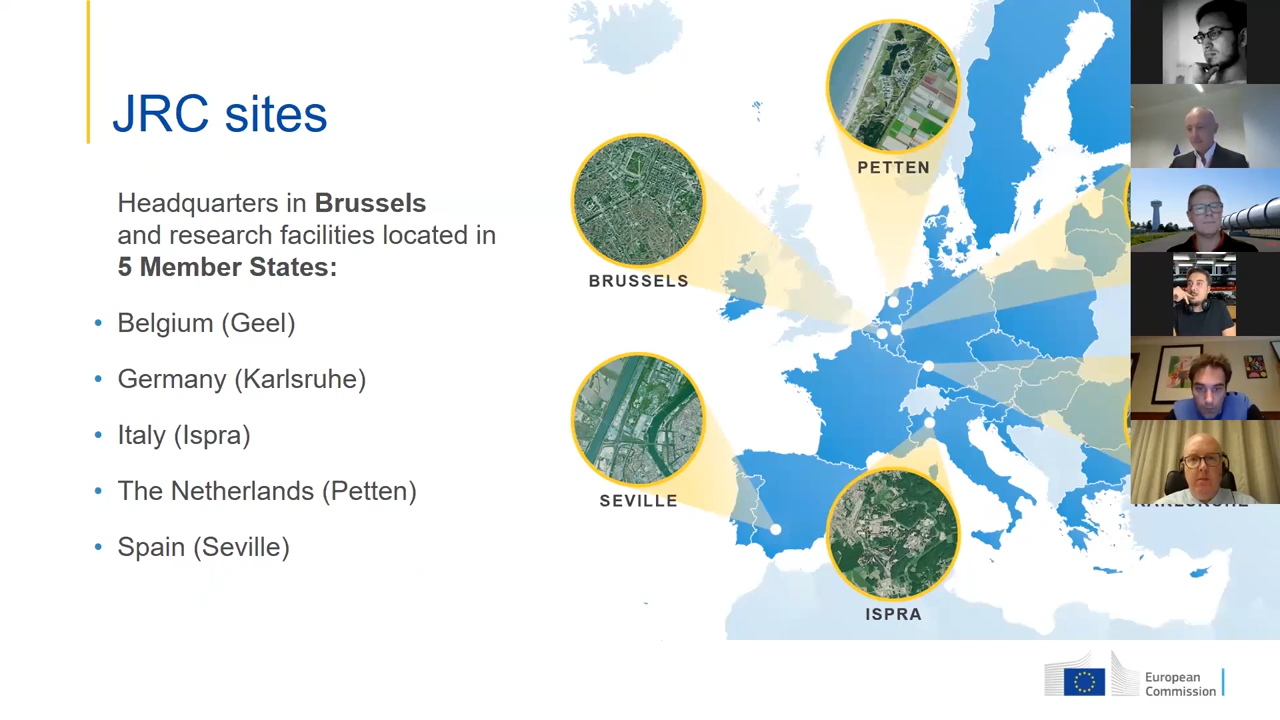 JRC sites
Headquarters in Brussels
and research facilities located in
5 Member States:
• Belgium (Geel)
• Germany (Karlsruhe)
• Italy (Ispra)
• The Netherlands (Petten)
• Spain (Seville)
PETTEN
BRUSSELS
SEVILLE
ISPRA
KARLSRUHE
European
Commission